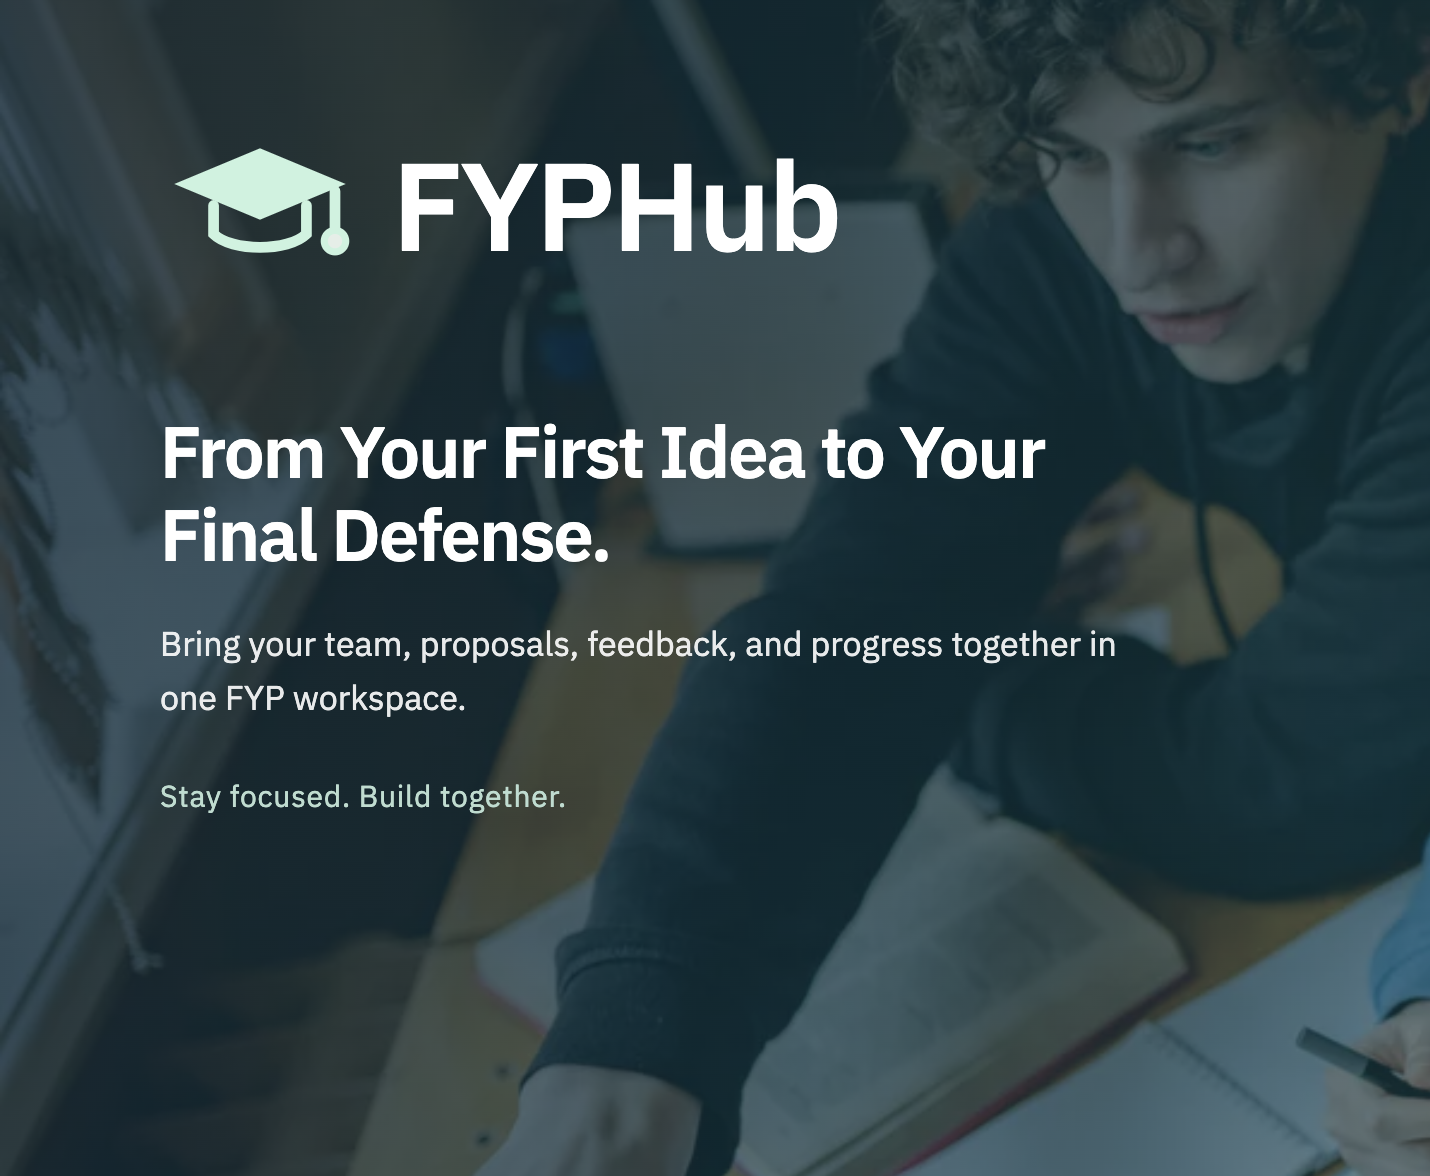 FYPHub
From Your First Idea to Your
Final Defense.
Bring your team, proposals, feedback, and progress together in
one FYP workspace.
Stay focused. Build together.